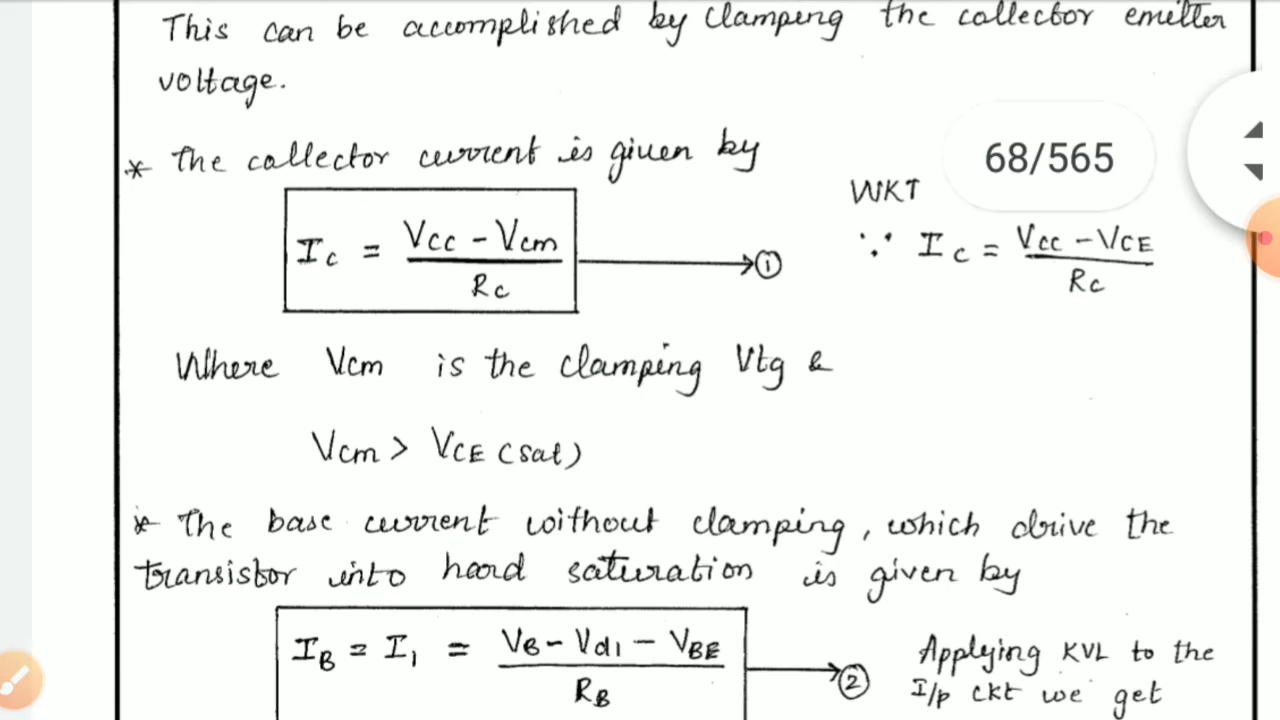 This can be accomplished by clamping the collector emitter
voltage.
* The collector current is given by
68/565
WKT
Ic = Vcc - Vcm / Rc → ①
∵ Ic = Vcc - VCE / Rc
Where Vcm is the clamping Vtg &
Vcm > VCE (sat)
* The base current without clamping, which drive the
transistor into hard saturation is given by
IB = I1 = VB - Vd1 - VBE / RB → ②
Applying KVL to the
I/p ckt we get